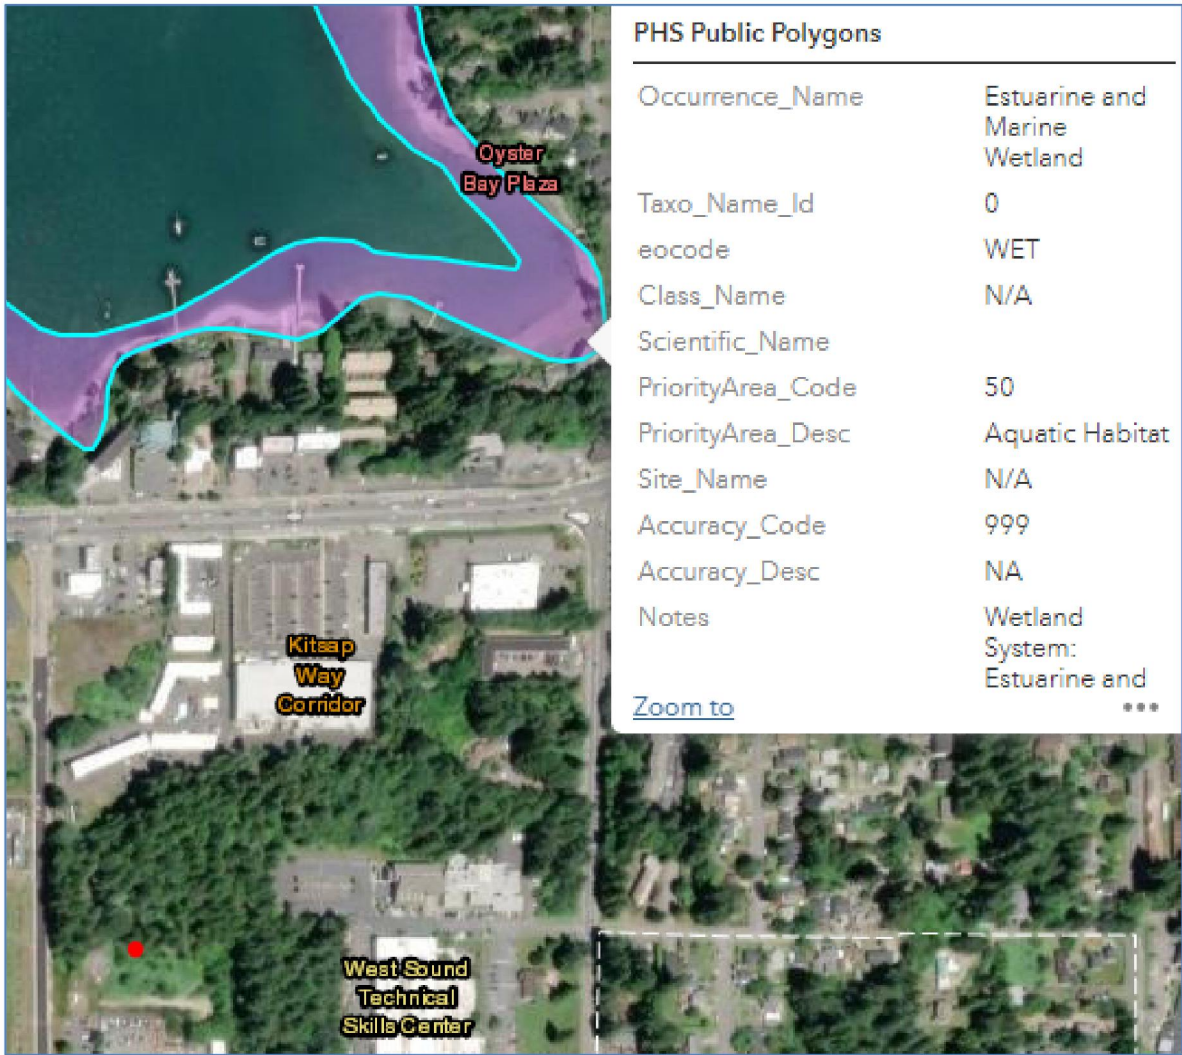 PHS Public Polygons
Occurrence_Name Estuarine and
Marine
Wetland
Taxo_Name_Id 0
eocode WET
Class_Name N/A
Scientific_Name
PriorityArea_Code 50
PriorityArea_Desc Aquatic Habitat
Site_Name N/A
Accuracy_Code 999
Accuracy_Desc NA
Notes Wetland
System:
Estuarine and
Zoom to
Oyster
Bay Plaza
Kitsap
Way
Corridor
West Sound
Technical
Skills Center